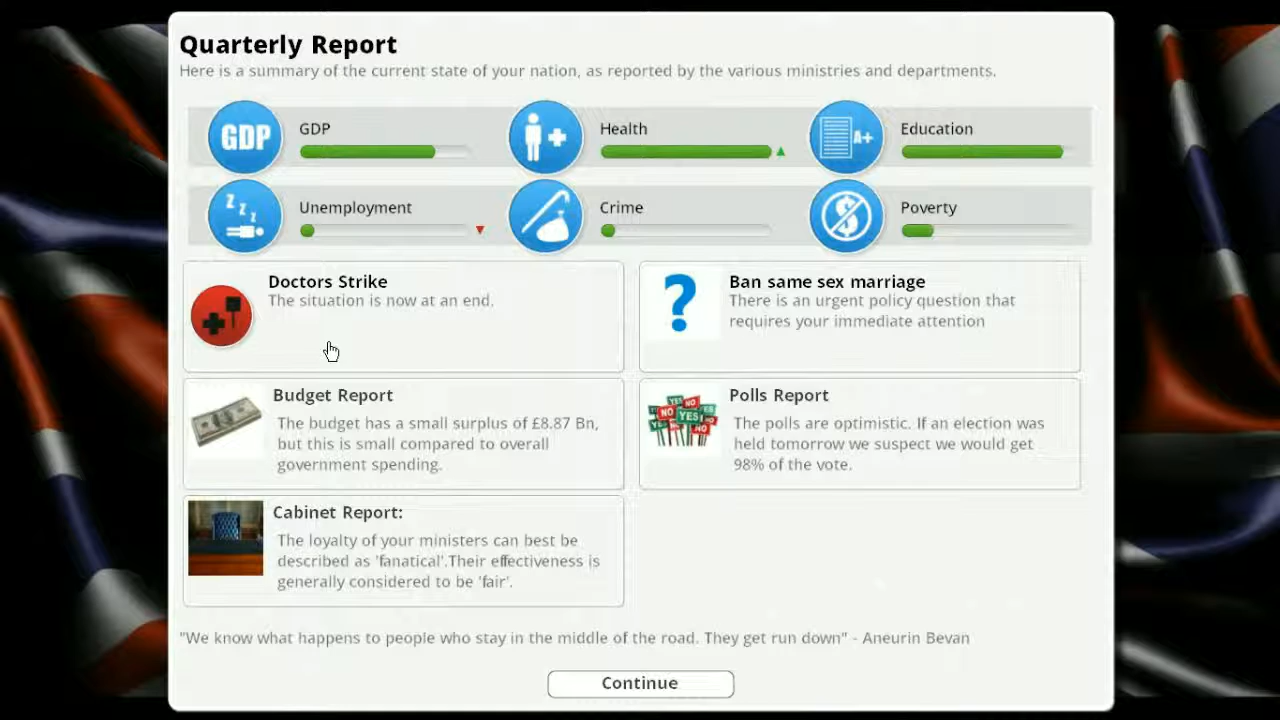 Quarterly Report
Here is a summary of the current state of your nation, as reported by the various ministries and departments.
GDP
GDP
Health
A+
Education
Z Z Z
Unemployment
Crime
$
Poverty
Doctors Strike
The situation is now at an end.
?
Ban same sex marriage
There is an urgent policy question that
requires your immediate attention
Budget Report
The budget has a small surplus of £8.87 Bn,
but this is small compared to overall
government spending.
YES NO
NO YES
NO
Polls Report
The polls are optimistic. If an election was
held tomorrow we suspect we would get
98% of the vote.
Cabinet Report:
The loyalty of your ministers can best be
described as 'fanatical'.Their effectiveness is
generally considered to be 'fair'.
"We know what happens to people who stay in the middle of the road. They get run down" - Aneurin Bevan
Continue